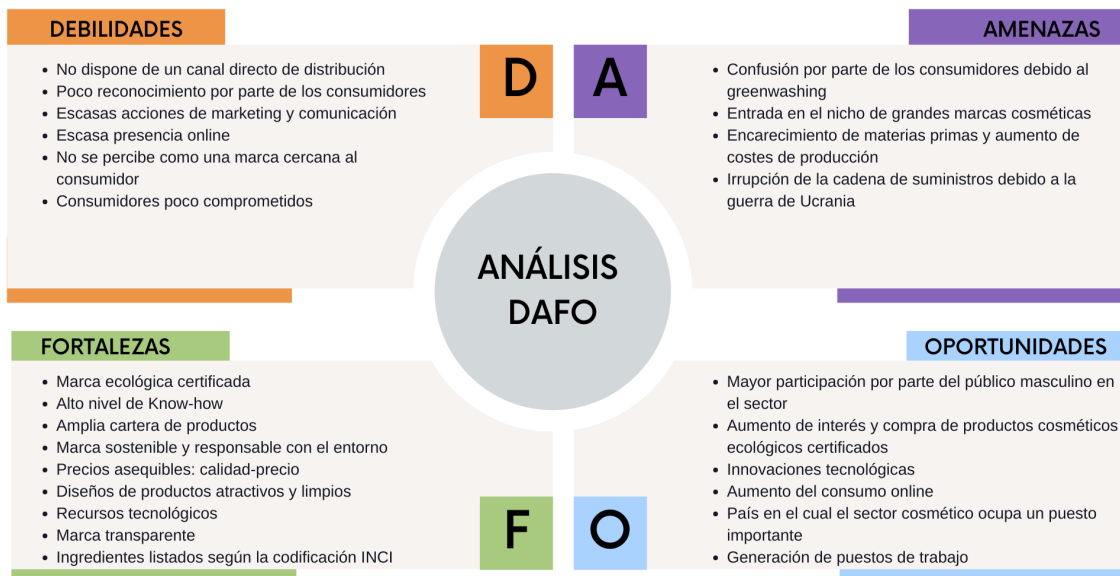 DEBILIDADES
No dispone de un canal directo de distribución
Poco reconocimiento por parte de los consumidores
Escasas acciones de marketing y comunicación
Escasa presencia online
No se percibe como una marca cercana al
consumidor
Consumidores poco comprometidos
D
A
AMENAZAS
Confusión por parte de los consumidores debido al
greenwashing
Entrada en el nicho de grandes marcas cosméticas
Encarecimiento de materias primas y aumento de
costes de producción
Irrupción de la cadena de suministros debido a la
guerra de Ucrania
ANÁLISIS
DAFO
FORTALEZAS
Marca ecológica certificada
Alto nivel de Know-how
Amplia cartera de productos
Marca sostenible y responsable con el entorno
Precios asequibles: calidad-precio
Diseños de productos atractivos y limpios
Recursos tecnológicos
Marca transparente
Ingredientes listados según la codificación INCI
F
O
OPORTUNIDADES
Mayor participación por parte del público masculino en
el sector
Aumento de interés y compra de productos cosméticos
ecológicos certificados
Innovaciones tecnológicas
Aumento del consumo online
País en el cual el sector cosmético ocupa un puesto
importante
Generación de puestos de trabajo